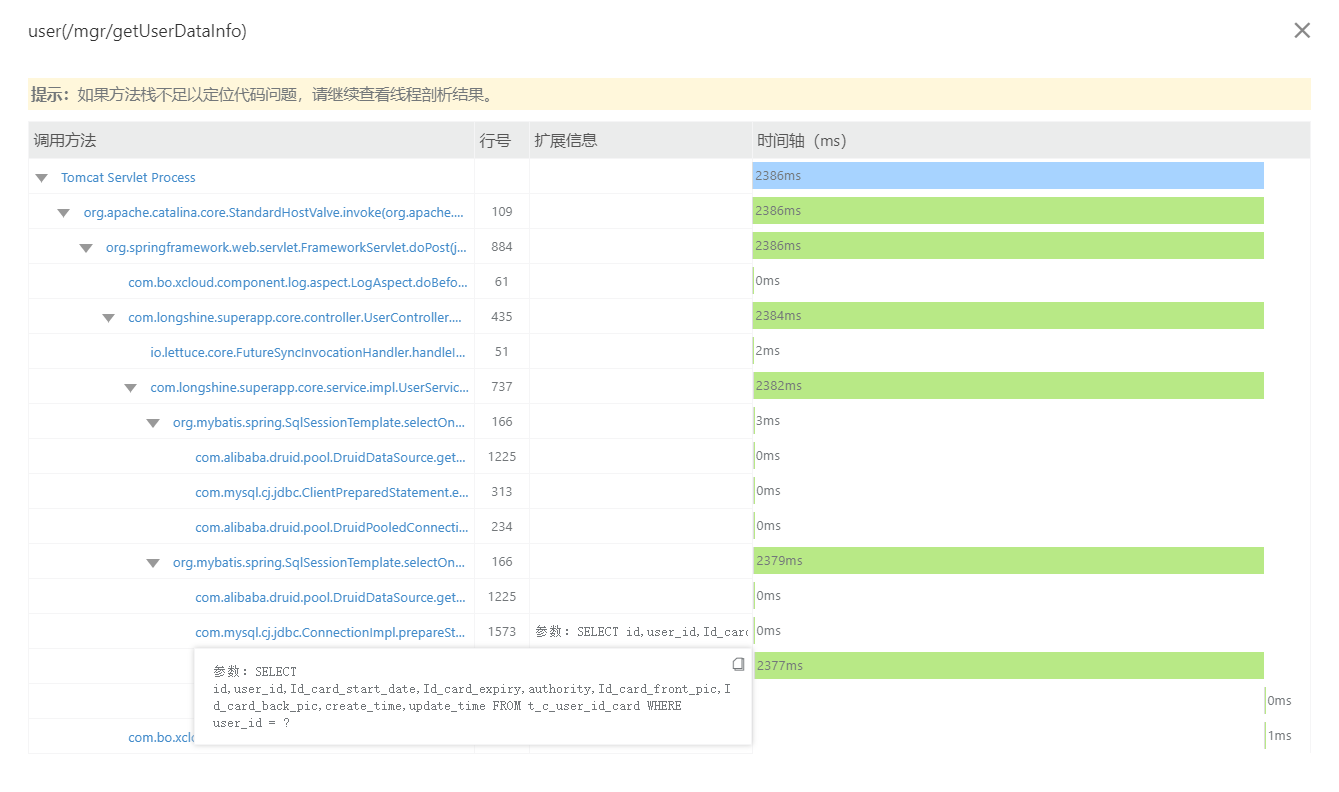 user(/mgr/getUserDataInfo)
提示：如果方法栈不足以定位代码问题，请继续查看线程剖析结果。
调用方法 行号 扩展信息 时间轴（ms）
Tomcat Servlet Process 2386ms
org.apache.catalina.core.StandardHostValve.invoke(org.apache.... 109 2386ms
org.springframework.web.servlet.FrameworkServlet.doPost(j... 884 2386ms
com.bo.xcloud.component.log.aspect.LogAspect.doBefo... 61 0ms
com.longshine.superapp.core.controller.UserController.... 435 2384ms
io.lettuce.core.FutureSyncInvocationHandler.handleI... 51 2ms
com.longshine.superapp.core.service.impl.UserServic... 737 2382ms
org.mybatis.spring.SqlSessionTemplate.selectOn... 166 3ms
com.alibaba.druid.pool.DruidDataSource.get... 1225 0ms
com.mysql.cj.jdbc.ClientPreparedStatement.e... 313 0ms
com.alibaba.druid.pool.DruidPooledConnecti... 234 0ms
org.mybatis.spring.SqlSessionTemplate.selectOn... 166 2379ms
com.alibaba.druid.pool.DruidDataSource.get... 1225 0ms
com.mysql.cj.jdbc.ConnectionImpl.prepareSt... 1573 参数：SELECT id,user_id,Id_card 0ms
2377ms
0ms
com.bo.xclo 1ms
参数：SELECT
id,user_id,Id_card_start_date,Id_card_expiry,authority,Id_card_front_pic,I
d_card_back_pic,create_time,update_time FROM t_c_user_id_card WHERE
user_id = ?